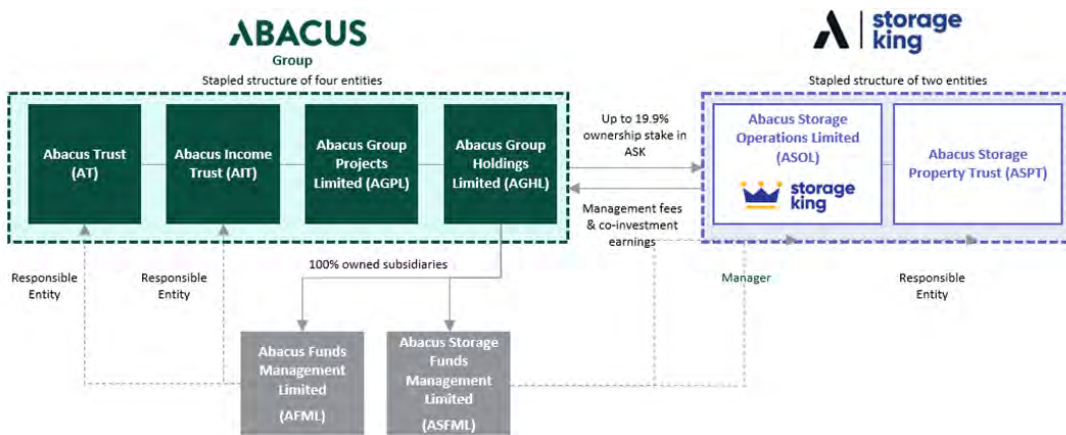 ABACUS
Group
Stapled structure of four entities
storage
king
Stapled structure of two entities
Abacus Trust
(AT)
Abacus Income
Trust (AIT)
Abacus Group
Projects
Limited (AGPL)
Abacus Group
Holdings
Limited (AGHL)
Up to 19.9%
ownership stake in
ASK
Management fees
& co-investment
earnings
Abacus Storage
Operations Limited
(ASOL)
storage
king
Abacus Storage
Property Trust (ASPT)
Responsible
Entity
Responsible
Entity
100% owned subsidiaries
Manager
Responsible
Entity
Abacus Funds
Management
Limited
(AFML)
Abacus Storage
Funds
Management
Limited
(ASFML)